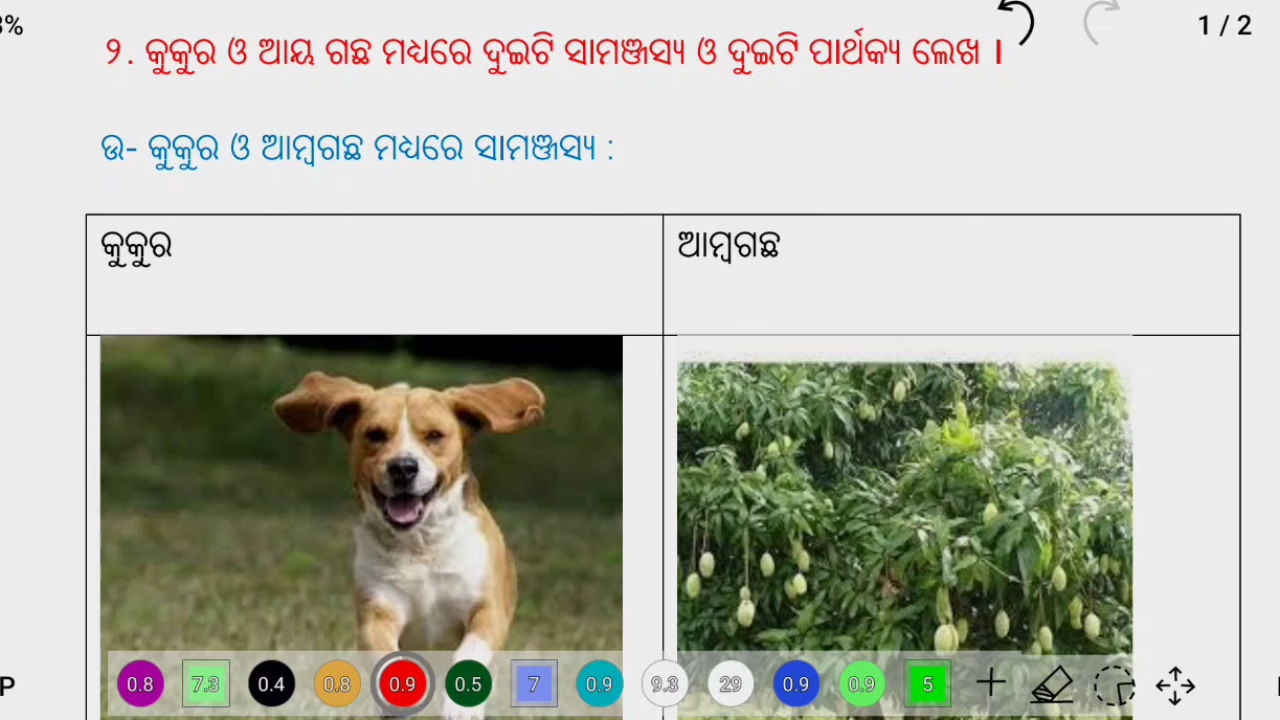 1 / 2
୨. କୁକୁର ଓ ଆମ୍ୱ ଗଛ ମଧ୍ୟରେ ଦୁଇଟି ସାମଞ୍ଜସ୍ୟ ଓ ଦୁଇଟି ପାର୍ଥକ୍ୟ ଲେଖ ।
ଉ- କୁକୁର ଓ ଆମ୍ବଗଛ ମଧ୍ୟରେ ସାମଞ୍ଜସ୍ୟ :
କୁକୁର ଆମ୍ବଗଛ
0.8 7.3 0.4 0.8 0.9 0.5 7 0.9 9.3 29 0.9 0.9 5